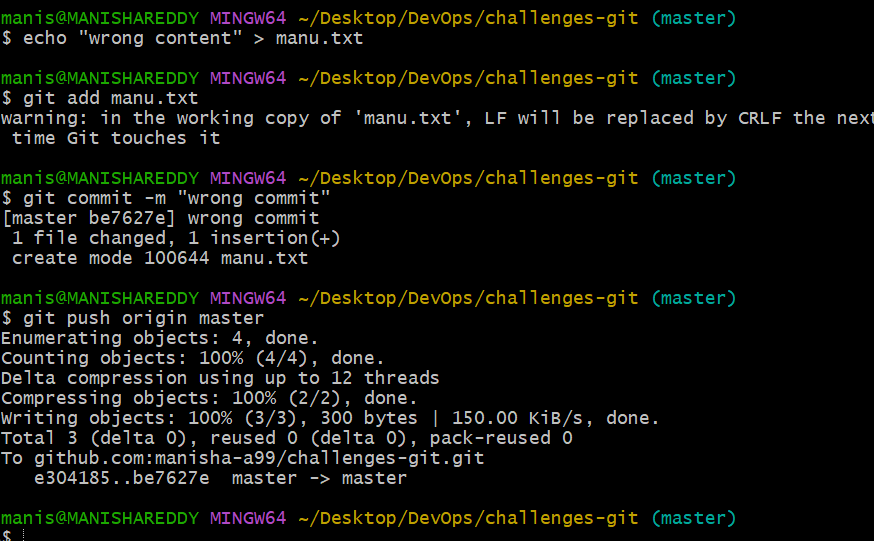 manis@MANISHAREDDY MINGW64 ~/Desktop/DevOps/challenges-git (master)
$ echo "wrong content" > manu.txt
manis@MANISHAREDDY MINGW64 ~/Desktop/DevOps/challenges-git (master)
$ git add manu.txt
warning: in the working copy of 'manu.txt', LF will be replaced by CRLF the next
 time Git touches it
manis@MANISHAREDDY MINGW64 ~/Desktop/DevOps/challenges-git (master)
$ git commit -m "wrong commit"
[master be7627e] wrong commit
 1 file changed, 1 insertion(+)
 create mode 100644 manu.txt
manis@MANISHAREDDY MINGW64 ~/Desktop/DevOps/challenges-git (master)
$ git push origin master
Enumerating objects: 4, done.
Counting objects: 100% (4/4), done.
Delta compression using up to 12 threads
Compressing objects: 100% (2/2), done.
Writing objects: 100% (3/3), 300 bytes | 150.00 KiB/s, done.
Total 3 (delta 0), reused 0 (delta 0), pack-reused 0
To github.com:manisha-a99/challenges-git.git
   e304185..be7627e  master -> master
manis@MANISHAREDDY MINGW64 ~/Desktop/DevOps/challenges-git (master)
$